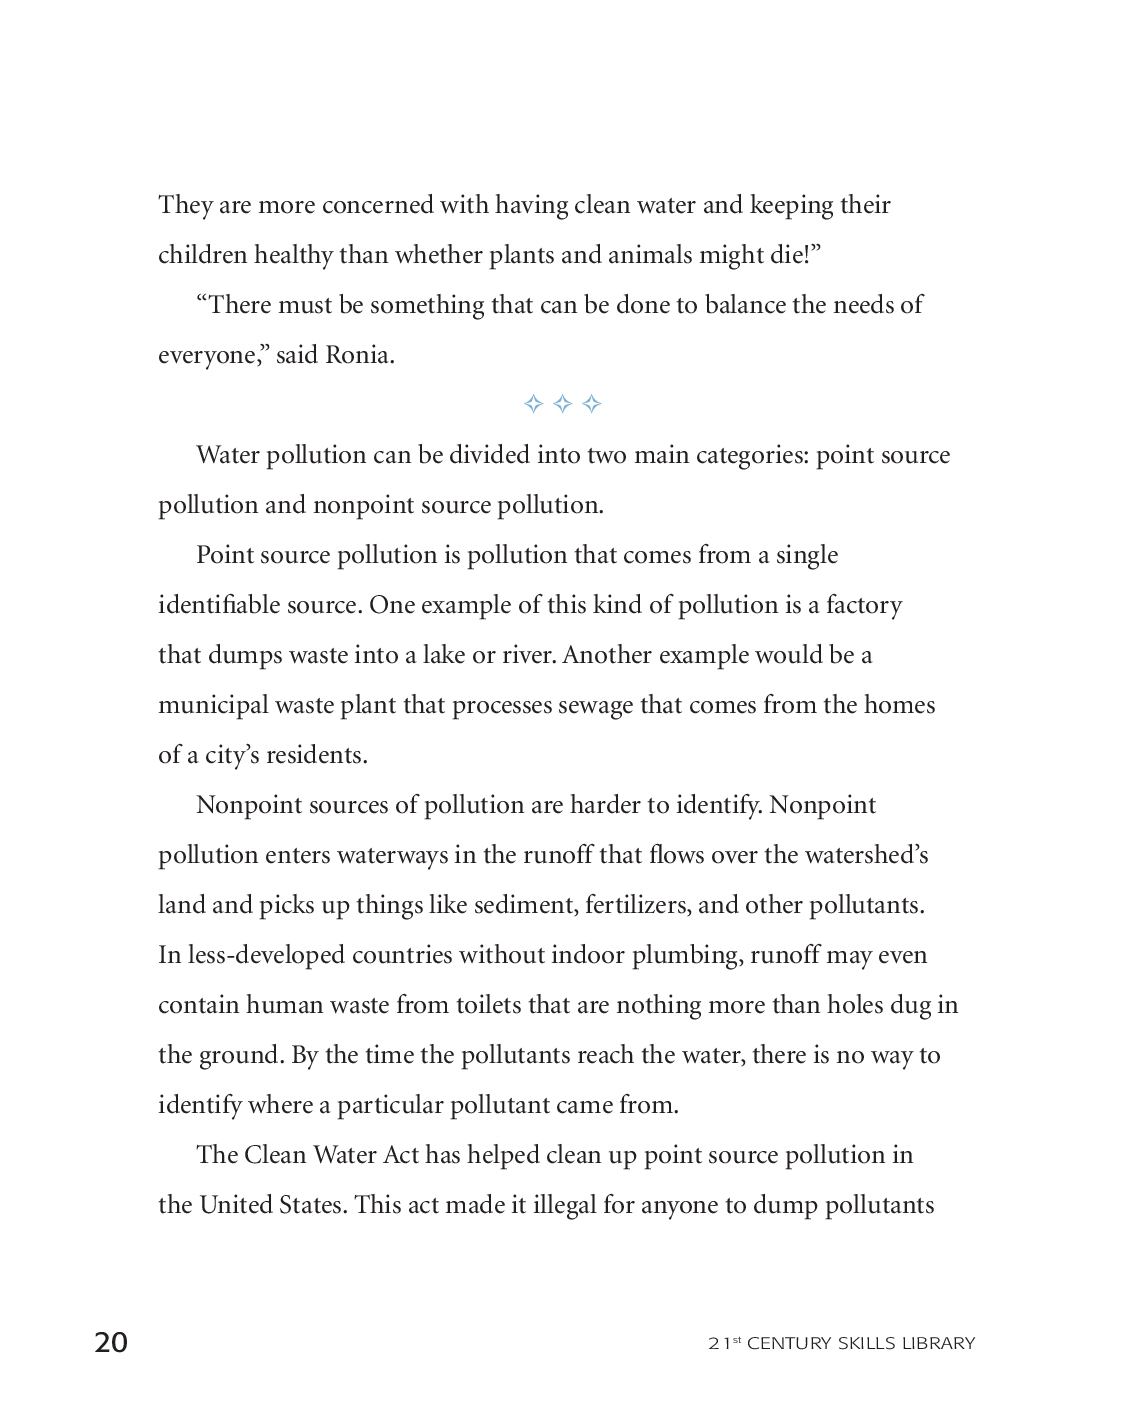 They are more concerned with having clean water and keeping their
children healthy than whether plants and animals might die!”
“There must be something that can be done to balance the needs of
everyone,” said Ronia.
✧ ✧ ✧
Water pollution can be divided into two main categories: point source
pollution and nonpoint source pollution.
Point source pollution is pollution that comes from a single
identifiable source. One example of this kind of pollution is a factory
that dumps waste into a lake or river. Another example would be a
municipal waste plant that processes sewage that comes from the homes
of a city’s residents.
Nonpoint sources of pollution are harder to identify. Nonpoint
pollution enters waterways in the runoff that flows over the watershed’s
land and picks up things like sediment, fertilizers, and other pollutants.
In less-developed countries without indoor plumbing, runoff may even
contain human waste from toilets that are nothing more than holes dug in
the ground. By the time the pollutants reach the water, there is no way to
identify where a particular pollutant came from.
The Clean Water Act has helped clean up point source pollution in
the United States. This act made it illegal for anyone to dump pollutants
20
21st CENTURY SKILLS LIBRARY